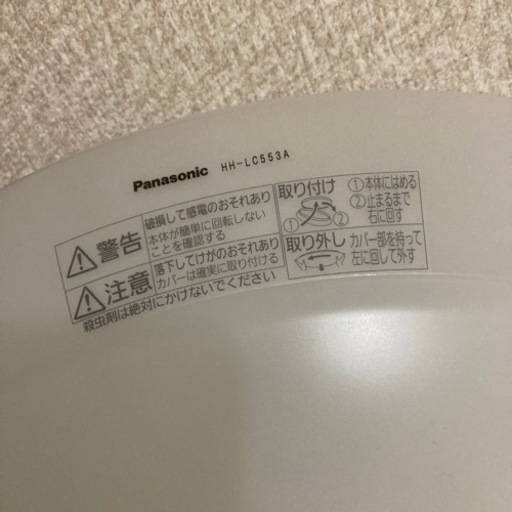 Panasonic HH-LC553A
警告
破損して感電のおそれあり
本体が簡単に回転しない
ことを確認する
注意
落下してけがのおそれあり
カバーは確実に取り付ける
殺虫剤は絶対にかけないでください
取り付け
① ②
①本体にはめる
②止まるまで
右に回す
取り外し
カバー部を持って
左に回して外す